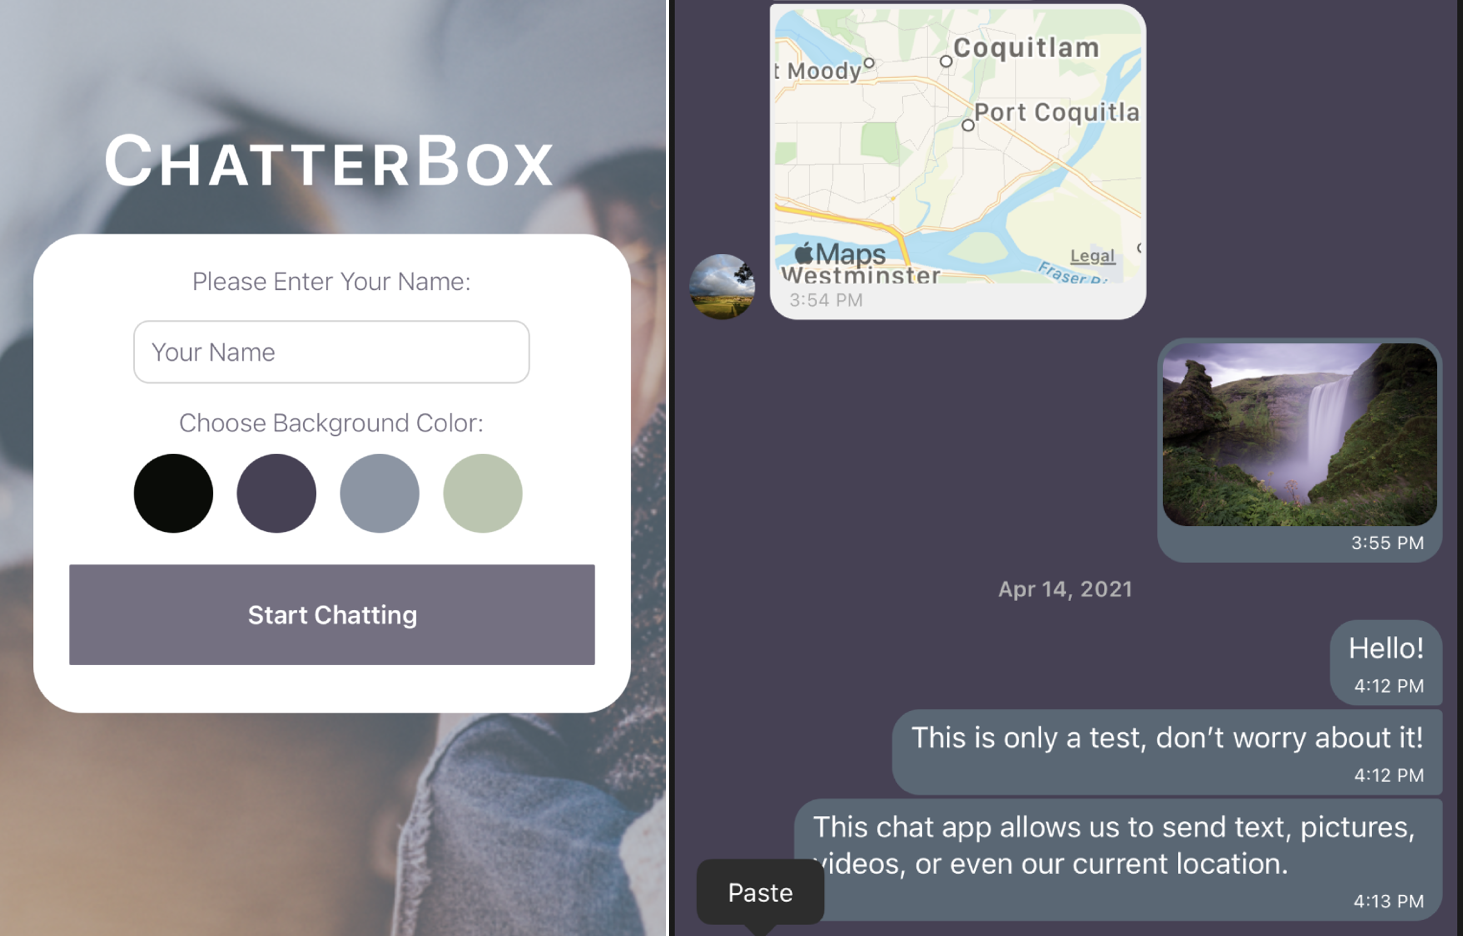 ChatterBox
Please Enter Your Name:
Your Name
Choose Background Color:
Start Chatting
Coquitlam
t Moody
Port Coquitla
Maps
Legal
Westminster
Fraser Ri
3:54 PM
3:55 PM
Apr 14, 2021
Hello!
4:12 PM
This is only a test, don’t worry about it!
4:12 PM
This chat app allows us to send text, pictures,
videos, or even our current location.
4:13 PM
Paste